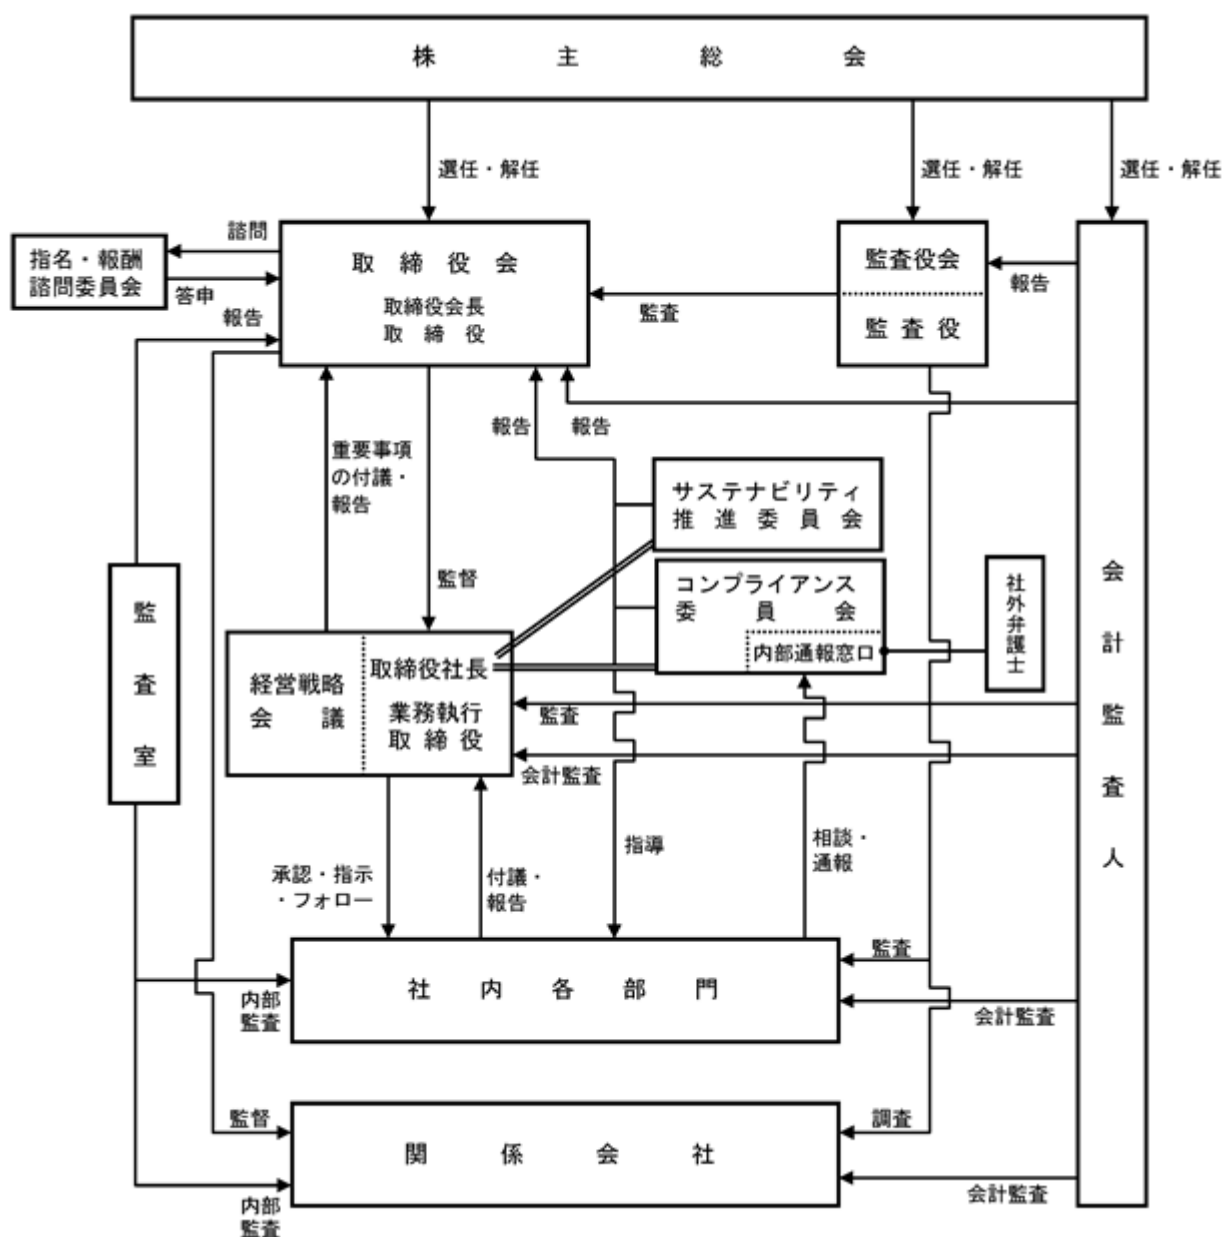 株主総会
選任・解任
選任・解任
選任・解任
指名・報酬
諮問委員会
諮問
答申
報告
取締役会
取締役会長
取締役
監査
監査役会
監査役
報告
報告
報告
重要事項
の付議・
報告
監督
サステナビリティ
推進委員会
コンプライアンス
委員会
内部通報窓口
社外弁護士
会計監査人
監査室
経営戦略
会議
取締役社長
業務執行
取締役
監査
会計監査
承認・指示
・フォロー
付議・
報告
指導
相談・
通報
社内各部門
内部
監査
監査
会計監査
関係会社
監督
内部
監査
調査
会計監査